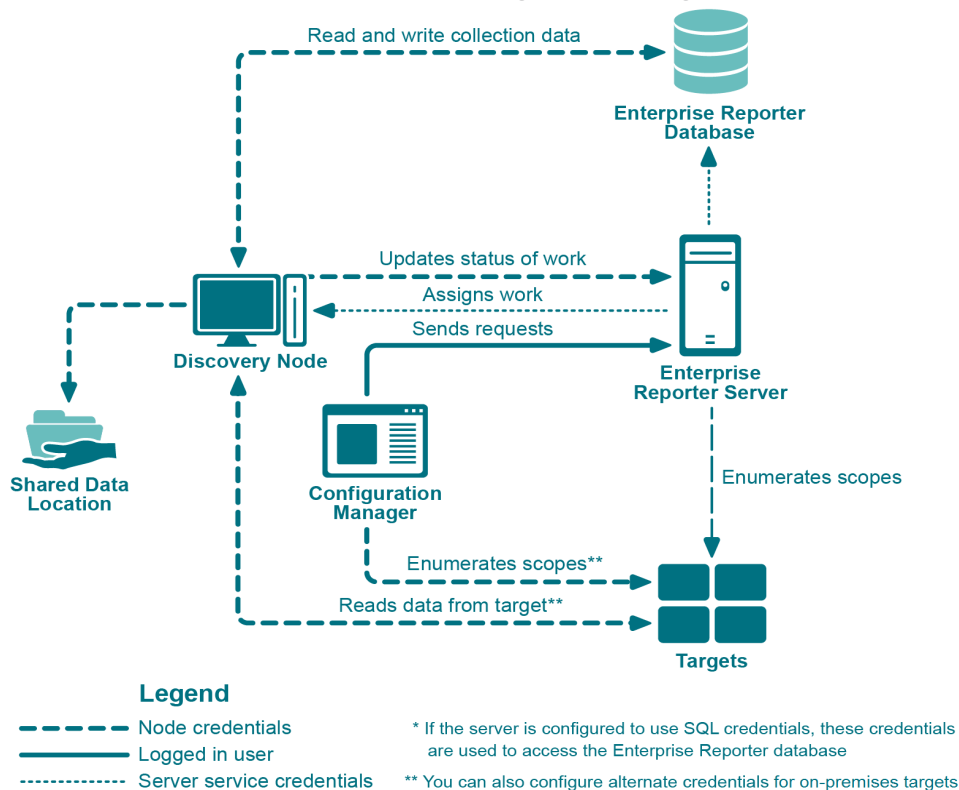 Read and write collection data
Enterprise Reporter
Database
Updates status of work
Assigns work
Sends requests
Discovery Node
Enterprise
Reporter Server
Shared Data
Location
Configuration
Manager
Enumerates scopes
Enumerates scopes**
Reads data from target**
Targets
Legend
Node credentials
Logged in user
Server service credentials
* If the server is configured to use SQL credentials, these credentials
are used to access the Enterprise Reporter database
** You can also configure alternate credentials for on-premises targets